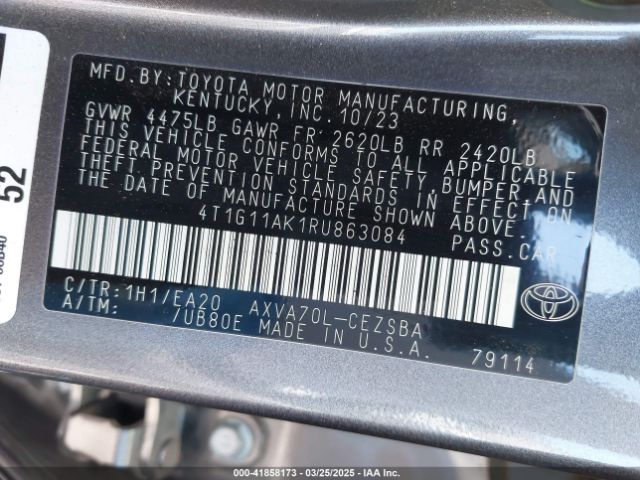 MFD. BY: TOYOTA MOTOR MANUFACTURING,
KENTUCKY, INC. 10/23
GVWR 4475LB GAWR FR: 2620LB RR 2420LB
THIS VEHICLE CONFORMS TO ALL APPLICABLE
FEDERAL MOTOR VEHICLE SAFETY, BUMPER AND
THEFT PREVENTION STANDARDS IN EFFECT ON
THE DATE OF MANUFACTURE SHOWN ABOVE.
4T1G11AK1RU863084 PASS. CAR
C/TR: 1H1/EA20 AXVA70L-CEZSBA
A/TM: /UB80E MADE IN U.S.A.
79114
TOYOTA
52
00-41858173 — 03/25/2025 — IAA Inc.